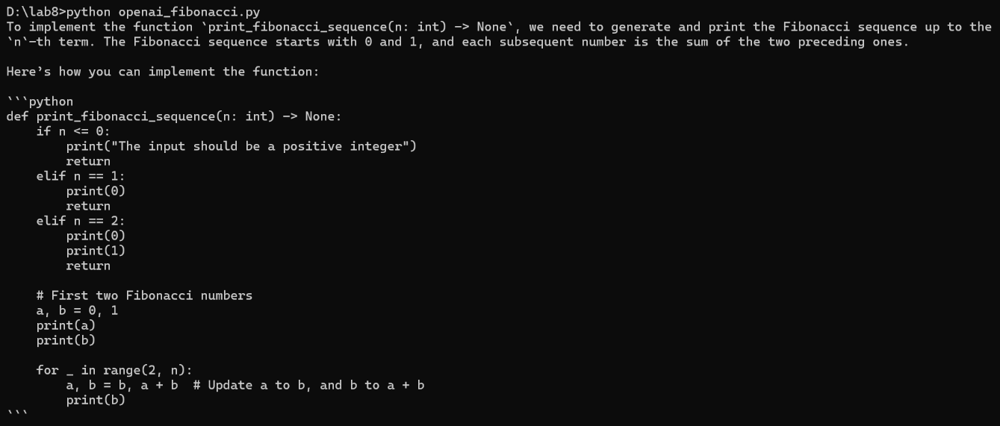 D:\lab8>python openai_fibonacci.py
To implement the function `print_fibonacci_sequence(n: int) -> None`, we need to generate and print the Fibonacci sequence up to the
`n`-th term. The Fibonacci sequence starts with 0 and 1, and each subsequent number is the sum of the two preceding ones.

Here's how you can implement the function:

```python
def print_fibonacci_sequence(n: int) -> None:
    if n <= 0:
        print("The input should be a positive integer")
        return
    elif n == 1:
        print(0)
        return
    elif n == 2:
        print(0)
        print(1)
        return

    # First two Fibonacci numbers
    a, b = 0, 1
    print(a)
    print(b)

    for _ in range(2, n):
        a, b = b, a + b  # Update a to b, and b to a + b
        print(b)
```